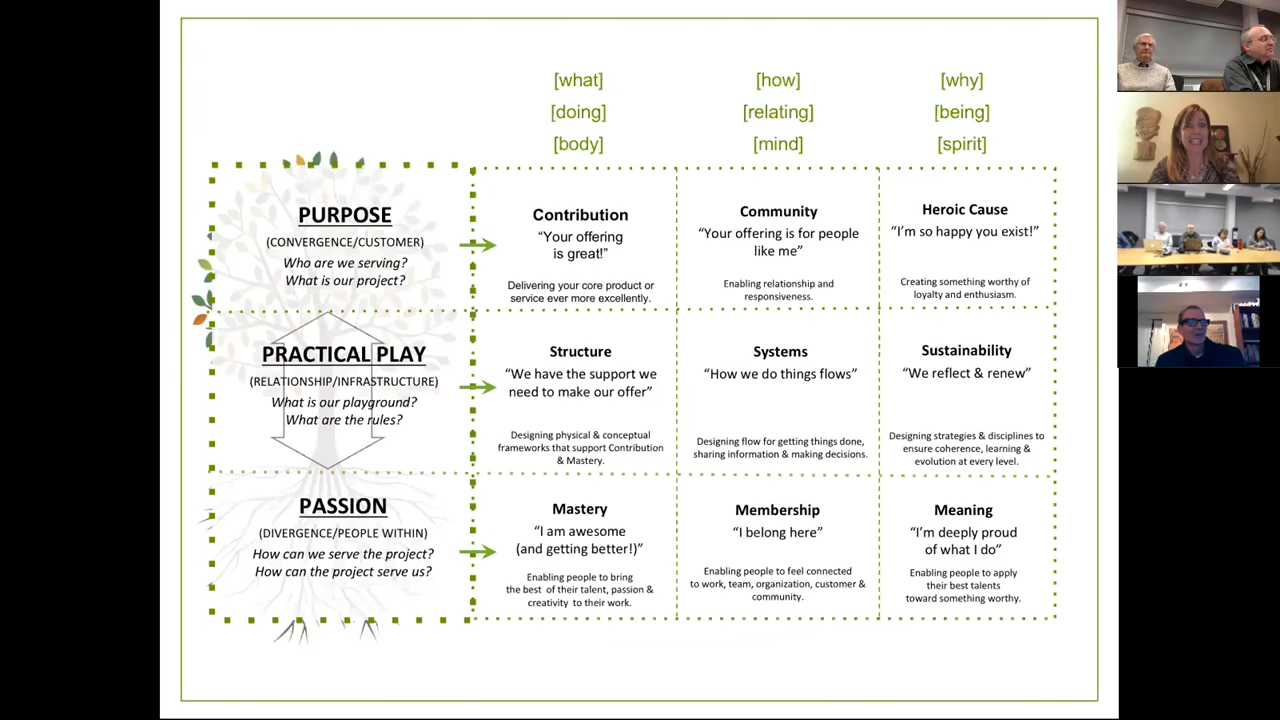 [what]
[how]
[why]
[doing]
[relating]
[being]
[body]
[mind]
[spirit]
PURPOSE
(CONVERGENCE/CUSTOMER)
Who are we serving?
What is our project?
Contribution
“Your offering
is great!”
Delivering your core product or
service ever more excellently.
Community
“Your offering is for people
like me”
Enabling relationship and
responsiveness.
Heroic Cause
“I’m so happy you exist!”
Creating something worthy of
loyalty and enthusiasm.
PRACTICAL PLAY
(RELATIONSHIP/INFRASTRUCTURE)
What is our playground?
What are the rules?
Structure
“We have the support we
need to make our offer”
Designing physical & conceptual
frameworks that support Contribution
& Mastery.
Systems
“How we do things flows”
Designing flow for getting things done,
sharing information & making decisions.
Sustainability
“We reflect & renew”
Designing strategies & disciplines to
ensure coherence, learning &
evolution at every level.
PASSION
(DIVERGENCE/PEOPLE WITHIN)
How can we serve the project?
How can the project serve us?
Mastery
“I am awesome
(and getting better!)”
Enabling people to bring
the best of their talent, passion &
creativity to their work.
Membership
“I belong here”
Enabling people to feel connected
to work, team, organization, customer &
community.
Meaning
“I’m deeply proud
of what I do”
Enabling people to apply
their best talents
toward something worthy.